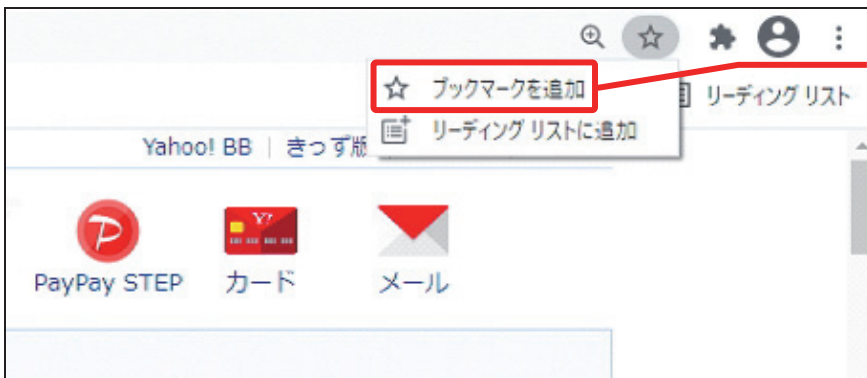 ブックマークを追加
リーディング リスト
リーディング リストに追加
Yahoo! BB
きっず版
PayPay STEP
カード
メール